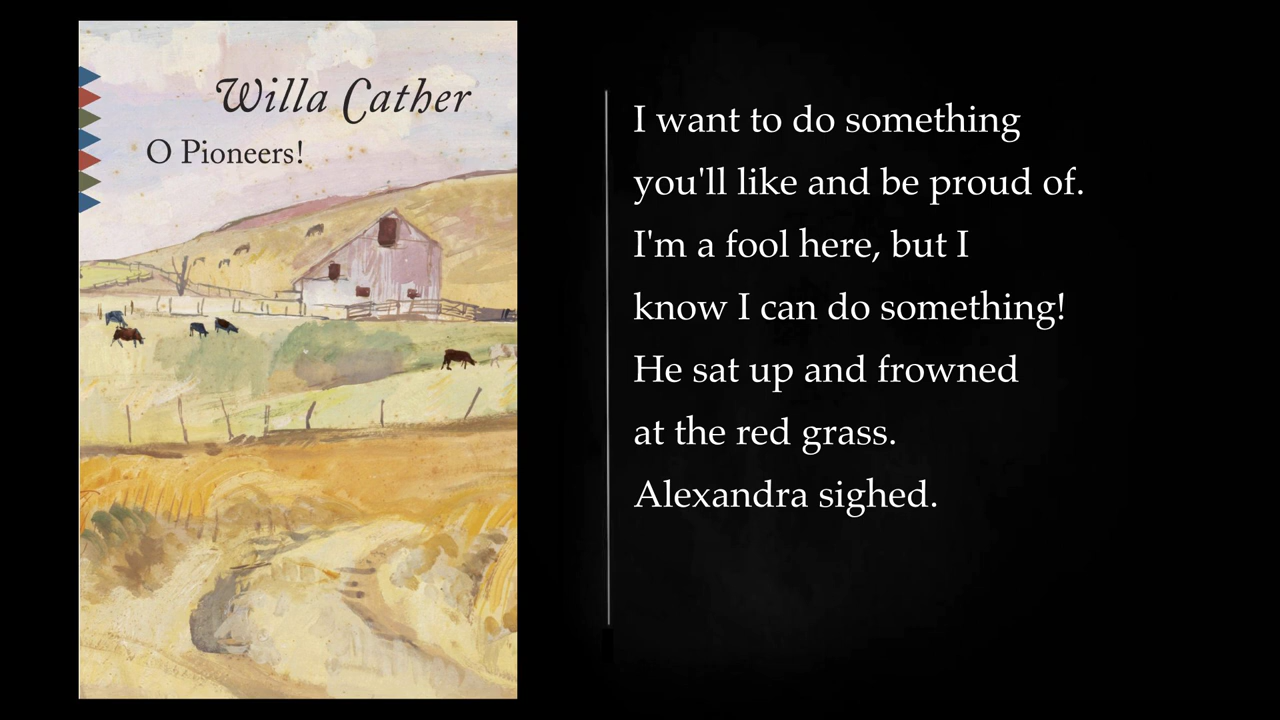 Willa Cather
O Pioneers!
I want to do something
you'll like and be proud of.
I'm a fool here, but I
know I can do something!
He sat up and frowned
at the red grass.
Alexandra sighed.